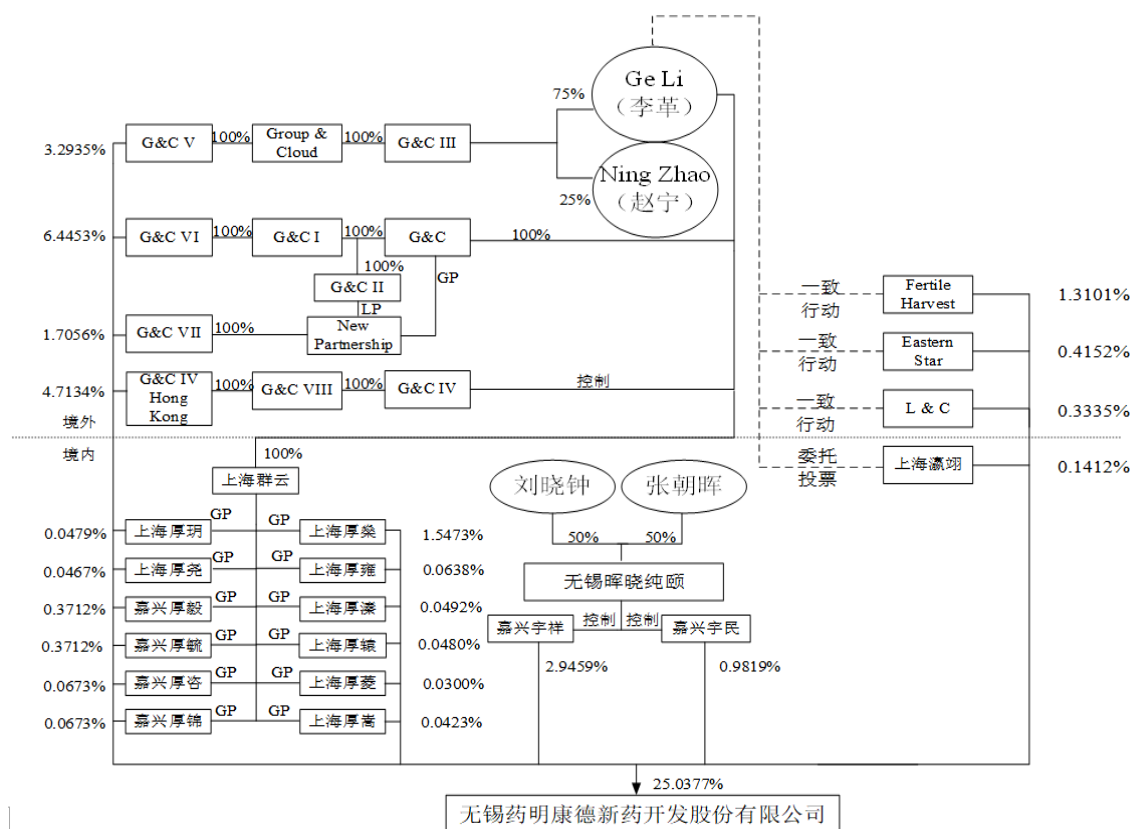 Ge Li
（李革）
75%
3.2935%
G&C V
100%
Group &
Cloud
100%
G&C III
Ning Zhao
（赵宁）
25%
6.4453%
G&C VI
100%
G&C I
100%
G&C
100%
100%
GP
G&C II
LP
1.7056%
G&C VII
100%
New
Partnership
4.7134%
G&C IV
Hong
Kong
100%
G&C VIII
100%
G&C IV
控制
一致
行动
Fertile
Harvest
1.3101%
一致
行动
Eastern
Star
0.4152%
一致
行动
L & C
0.3335%
境外
境内
委托
投票
上海瀛翊
0.1412%
100%
上海群云
刘晓钟
张朝晖
50%
50%
无锡晖晓纯颐
控制
控制
嘉兴宇祥
嘉兴宇民
2.9459%
0.9819%
0.0479%
上海厚玥
GP
GP
上海厚燊
1.5473%
0.0467%
上海厚尧
GP
GP
上海厚雍
0.0638%
0.3712%
嘉兴厚毅
GP
GP
上海厚溱
0.0492%
0.3712%
嘉兴厚毓
GP
GP
上海厚辕
0.0480%
0.0673%
嘉兴厚咨
GP
GP
上海厚菱
0.0300%
0.0673%
嘉兴厚锦
GP
GP
上海厚嵩
0.0423%
25.0377%
无锡药明康德新药开发股份有限公司